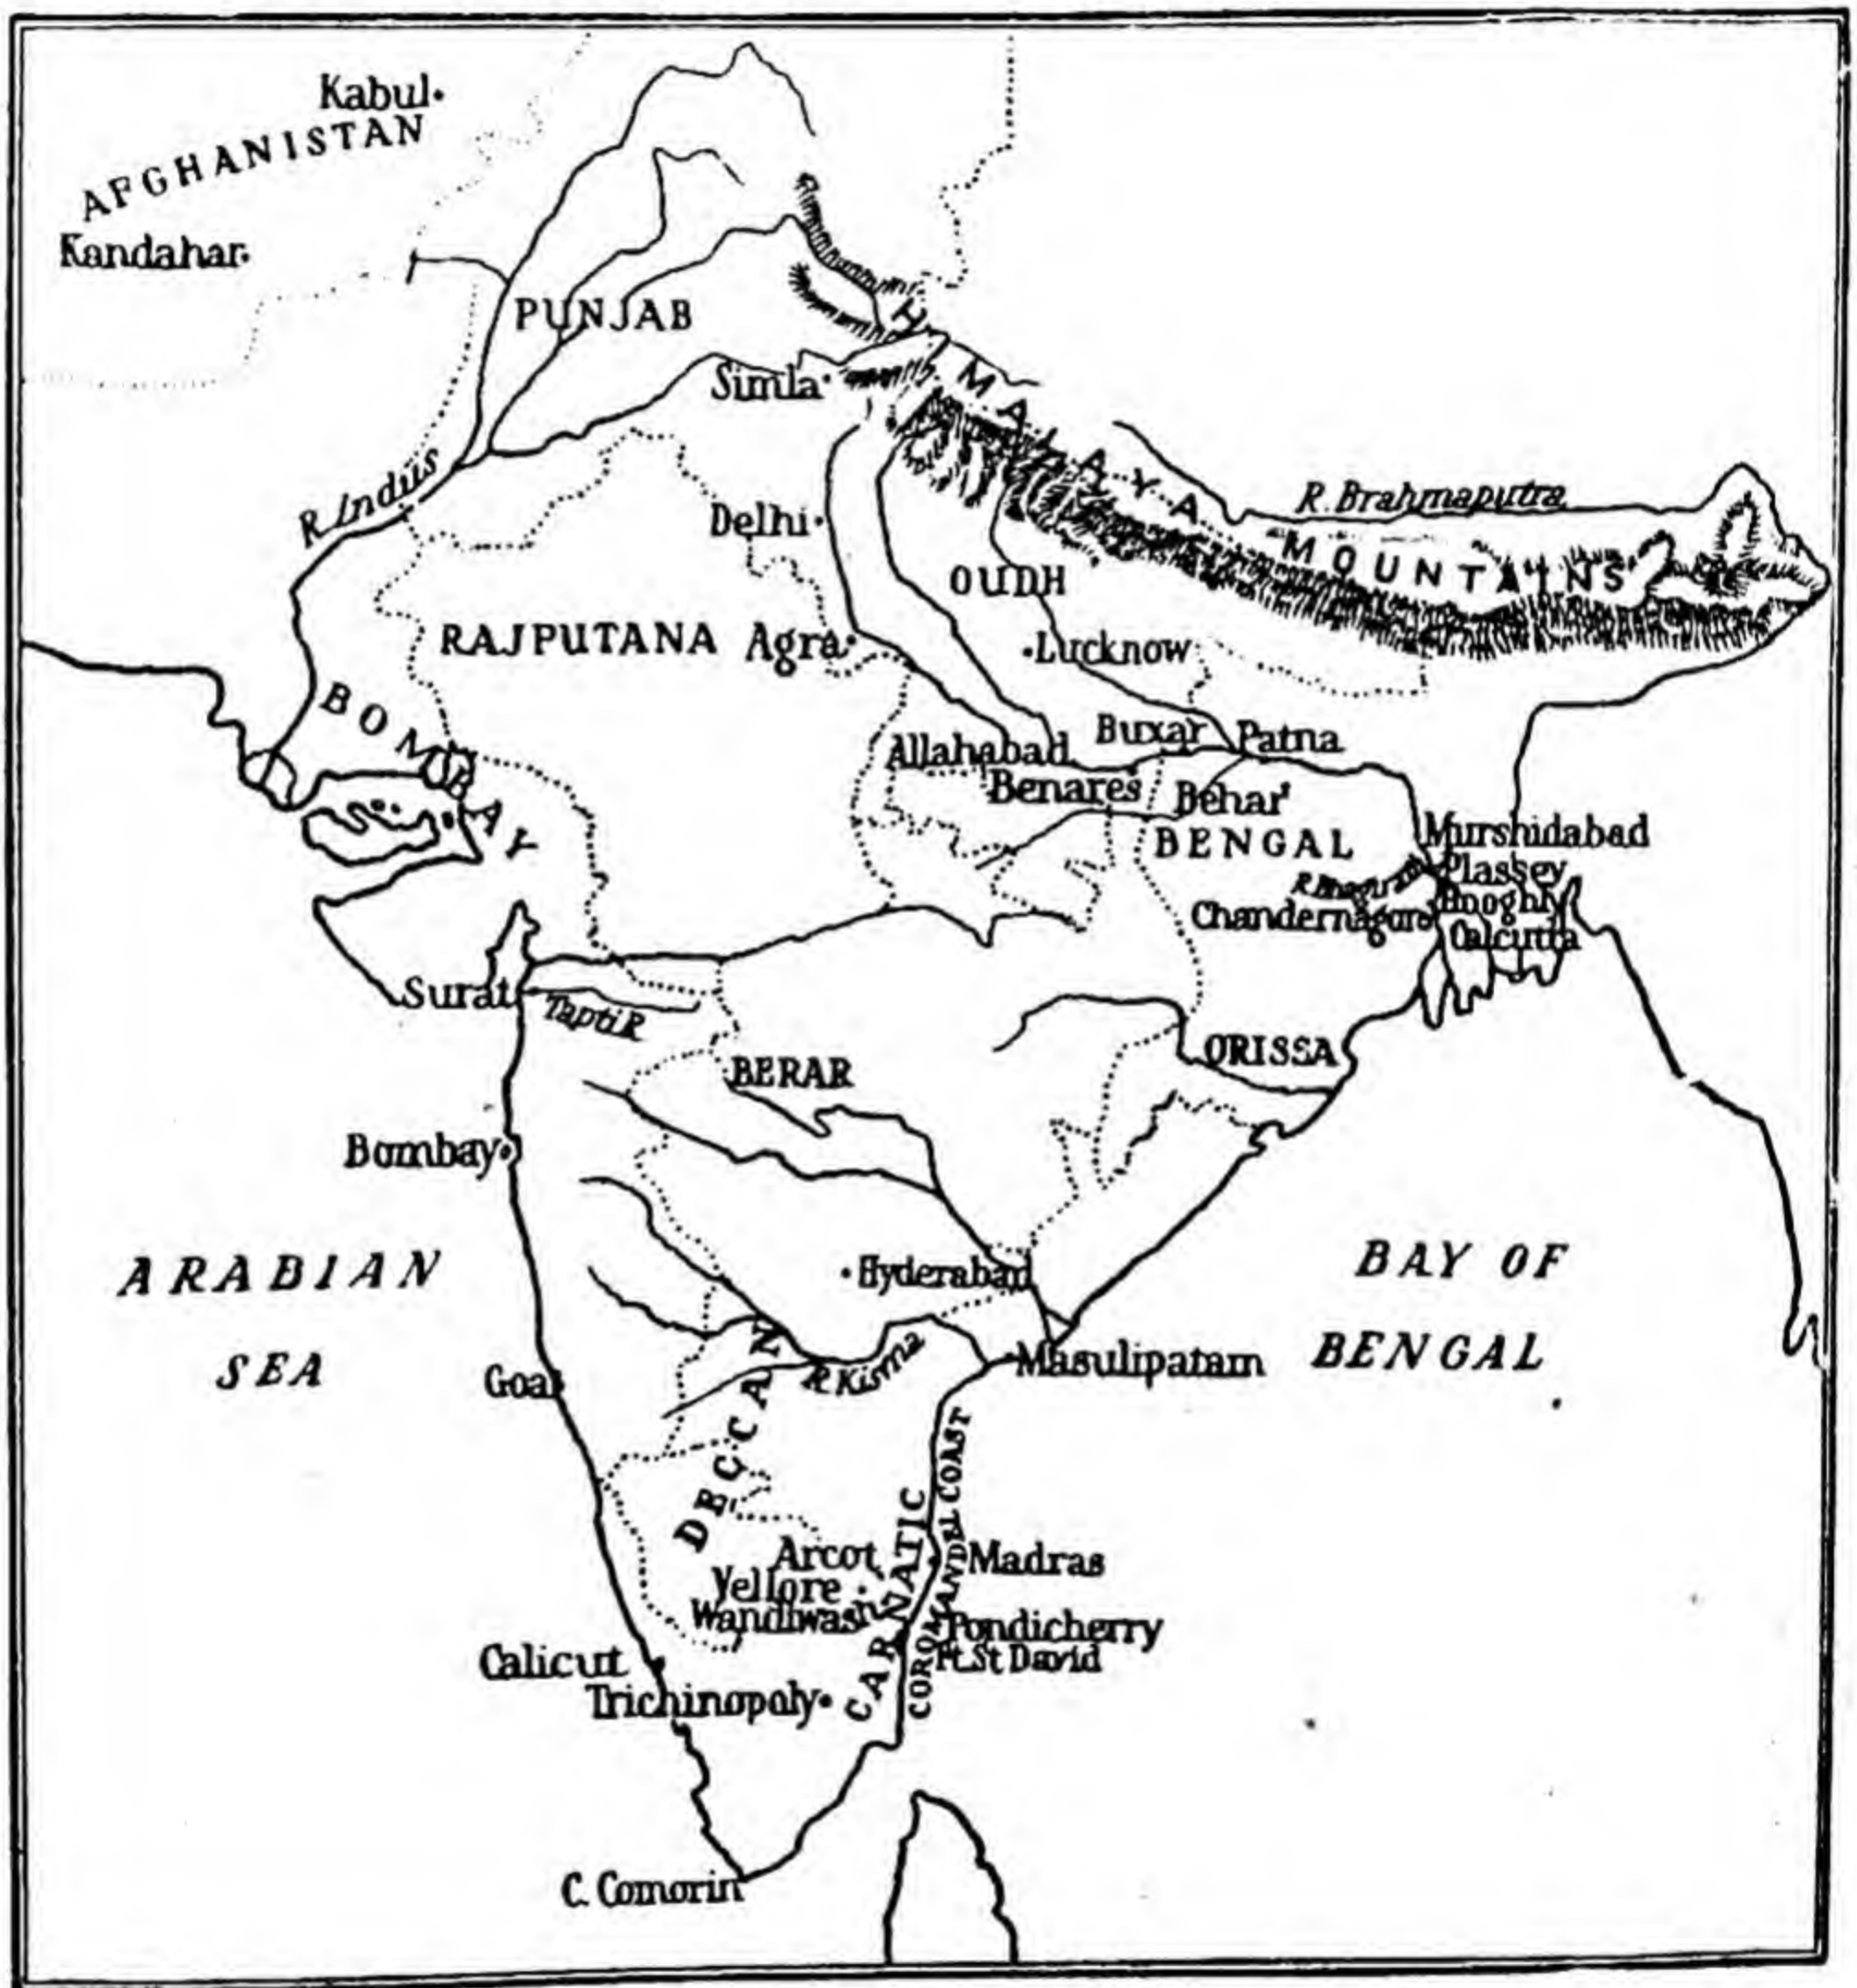 Kabul
AFGHANISTAN
Kandahar
PUNJAB
Simla
HIMALAYA MOUNTAINS
R. Indus
Delhi
R. Brahmaputra
OUDH
RAJPUTANA
Agra
Lucknow
BOMBAY
Allahabad
Buxar
Patna
Benares
Behar
BENGAL
Murshidabad
Plassey
Hooghly
Chandernagore
Calcutta
Surat
Tapti R
BERAR
ORISSA
Bombay
ARABIAN
SEA
Hyderabad
BAY OF
BENGAL
Goa
R. Kistna
Masulipatam
DECCAN
CARNATIC
COROMANDEL COAST
Arcot
Madras
Vellore
Wandiwash
Pondicherry
Ft. St David
Calicut
Trichinopoly
C. Comorin